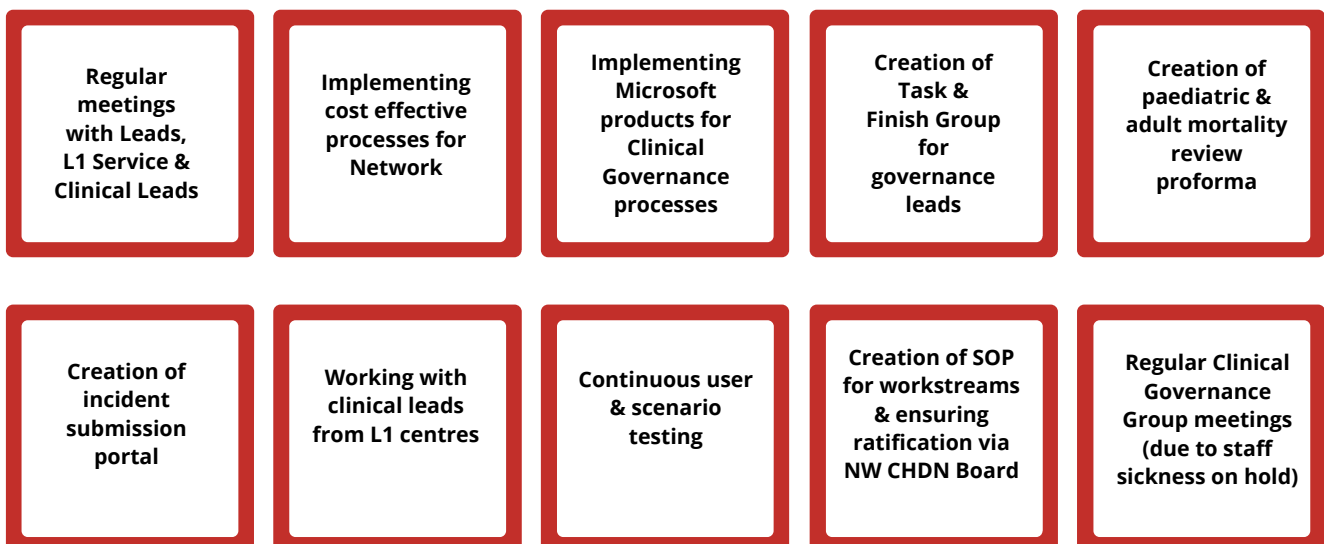 Regular
meetings
with Leads,
L1 Service &
Clinical Leads
Implementing
cost effective
processes for
Network
Implementing
Microsoft
products for
Clinical
Governance
processes
Creation of
Task &
Finish Group
for
governance
leads
Creation of
paediatric &
adult mortality
review
proforma
Creation of
incident
submission
portal
Working with
clinical leads
from L1 centres
Continuous user
& scenario
testing
Creation of SOP
for workstreams
& ensuring
ratification via
NW CHDN Board
Regular Clinical
Governance
Group meetings
(due to staff
sickness on hold)